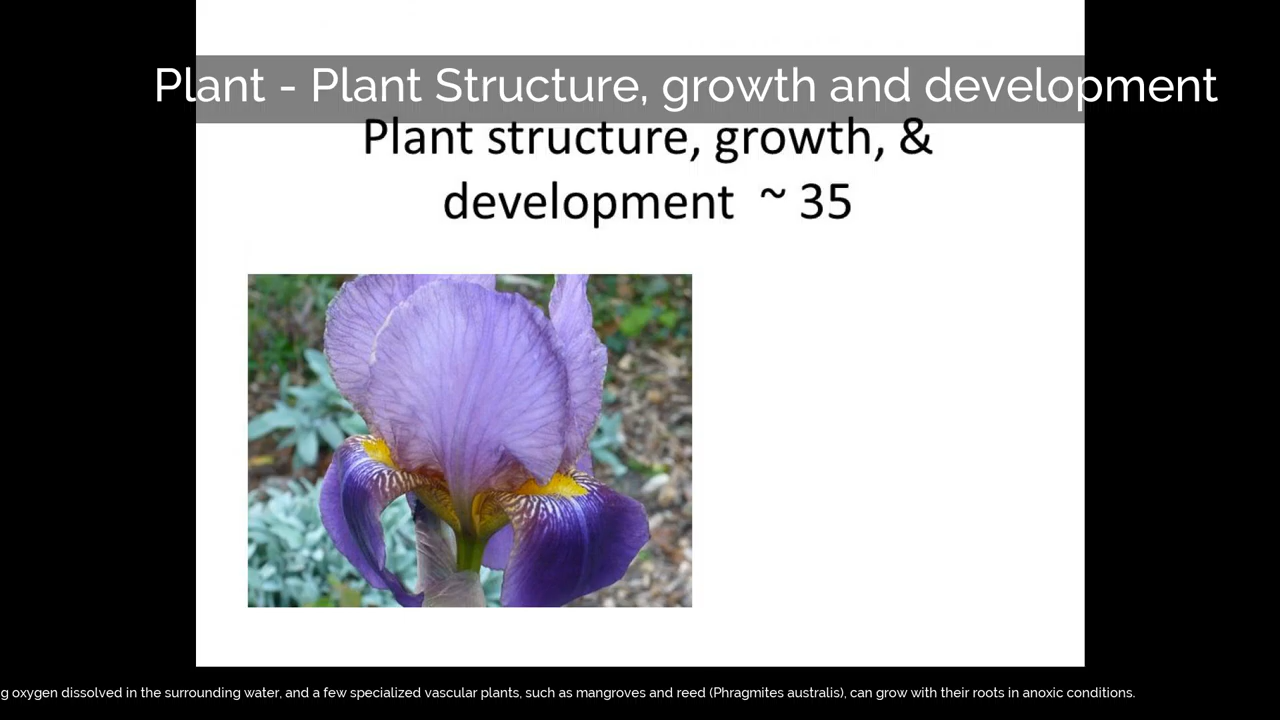 Plant - Plant Structure, growth and development
Plant structure, growth, &
development ~ 35
g oxygen dissolved in the surrounding water, and a few specialized vascular plants, such as mangroves and reed (Phragmites australis), can grow with their roots in anoxic conditions.